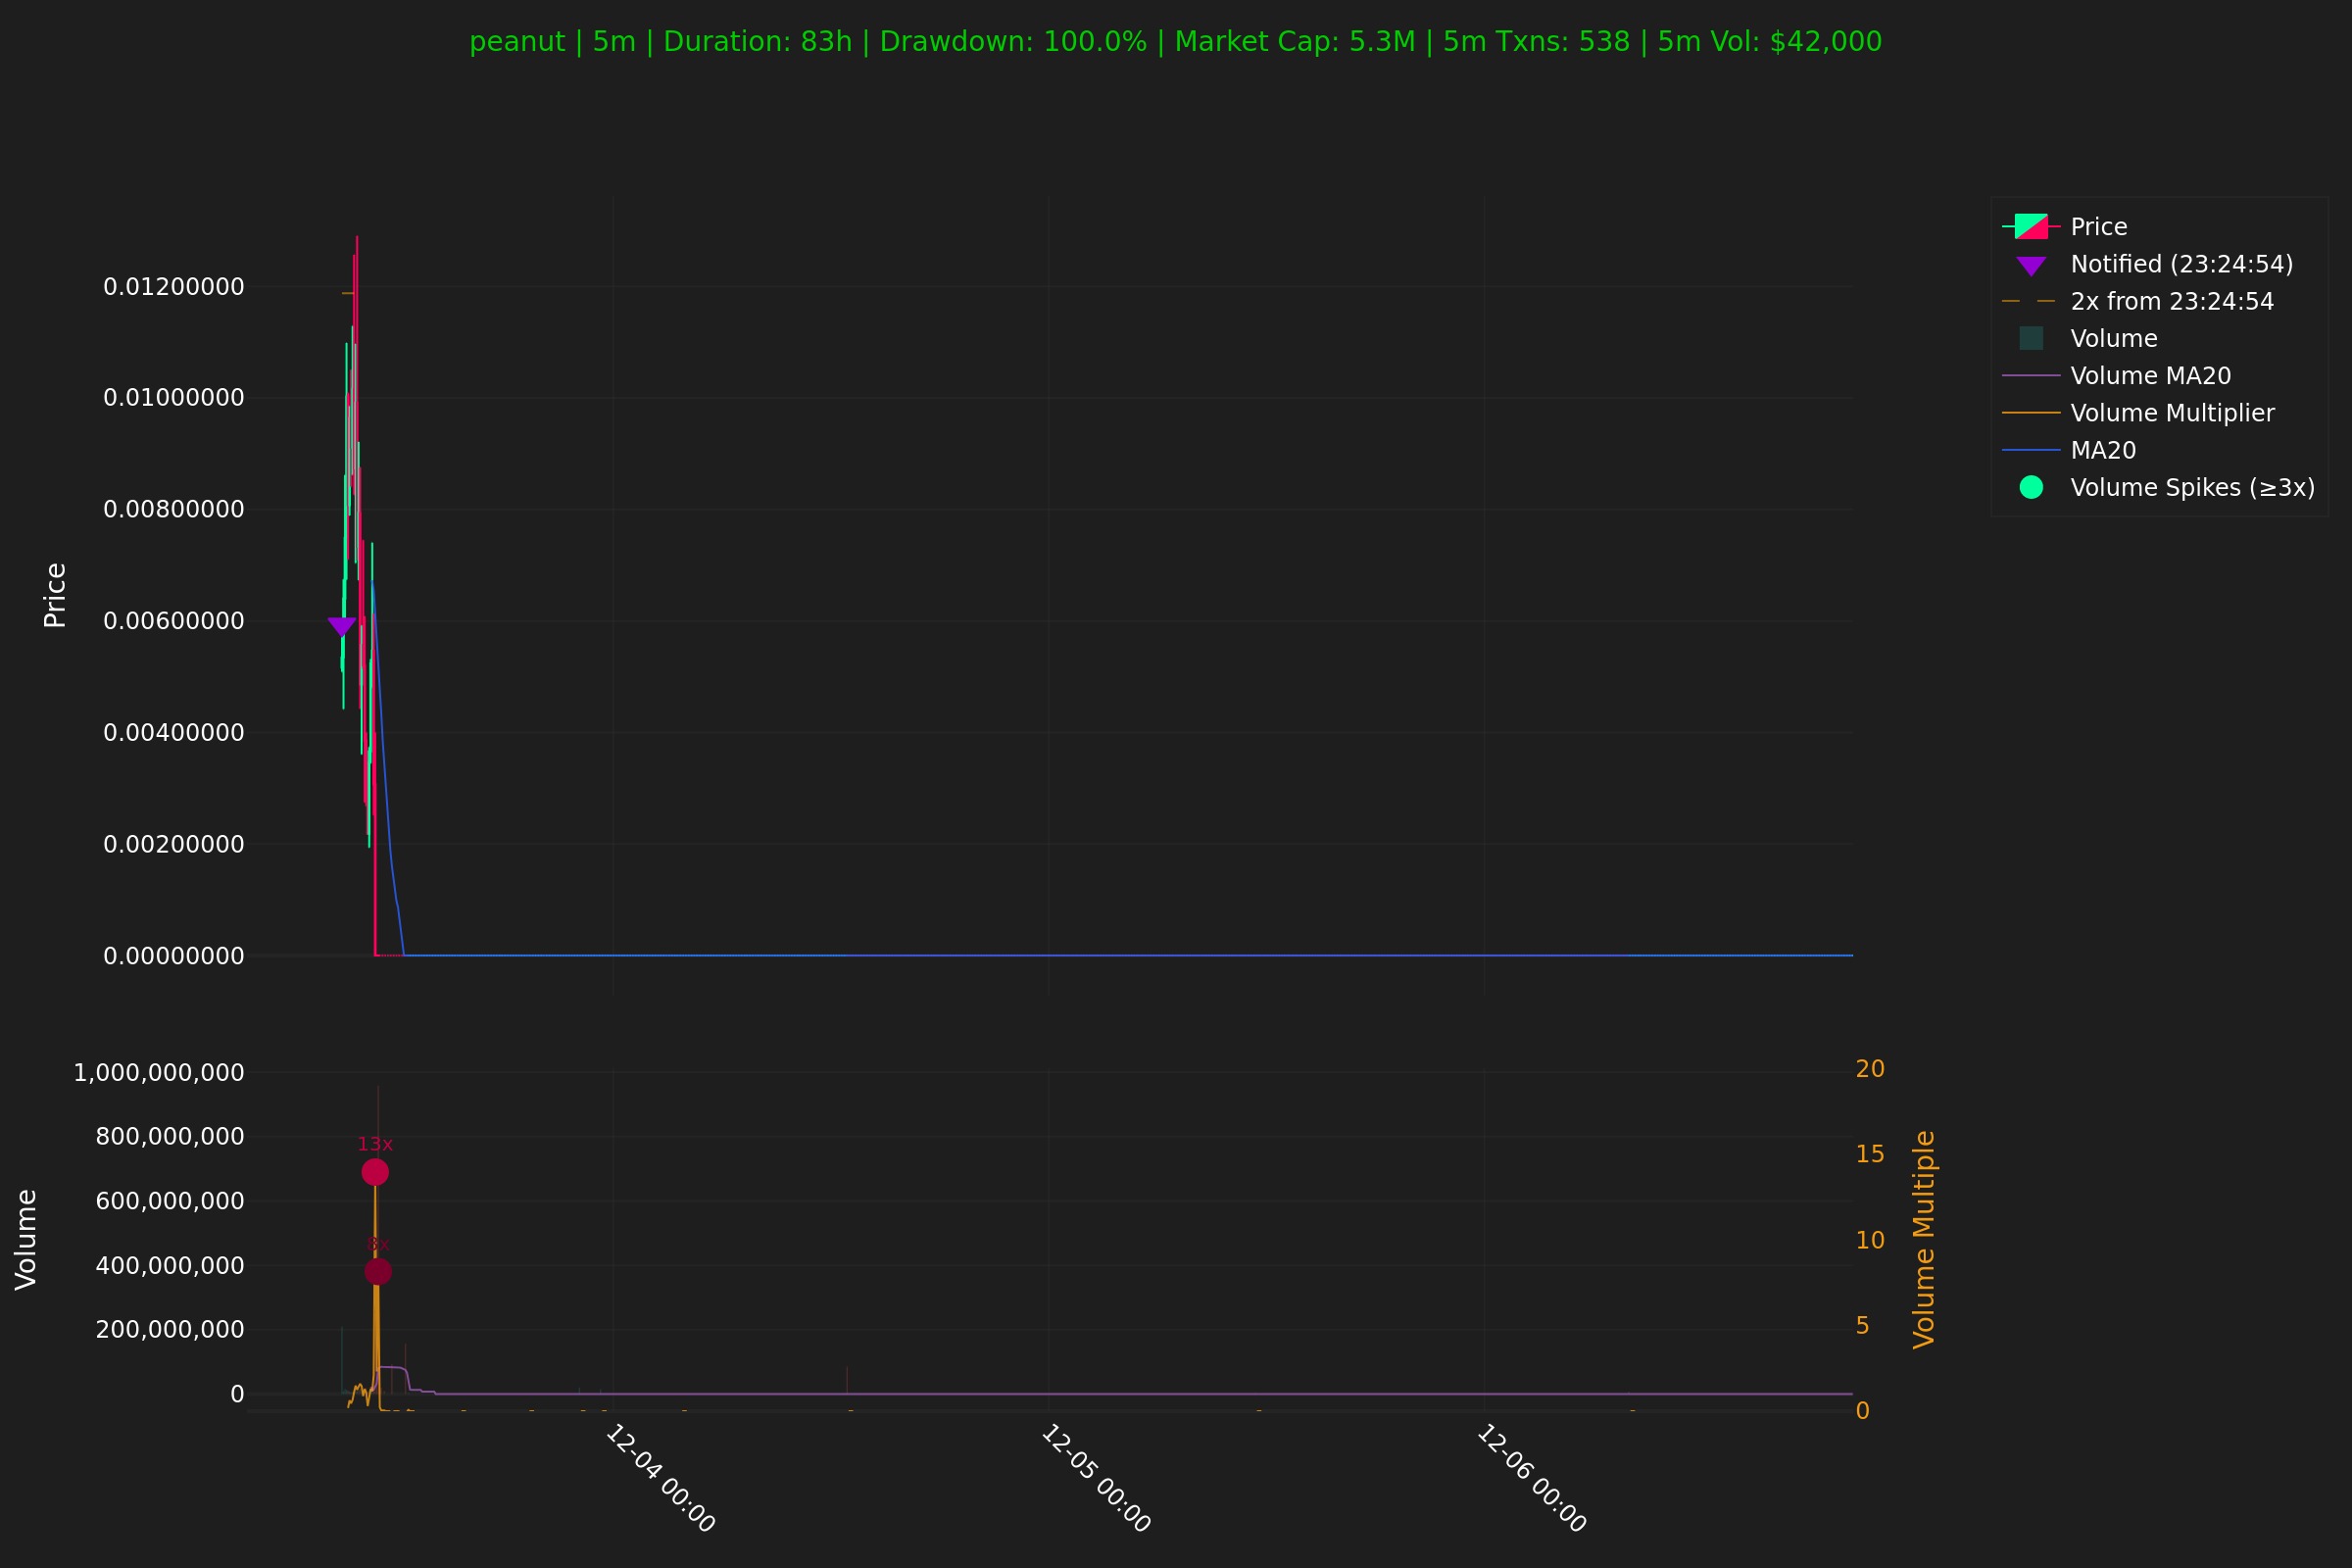 peanut | 5m | Duration: 83h | Drawdown: 100.0% | Market Cap: 5.3M | 5m Txns: 538 | 5m Vol: $42,000
Price
0.01200000
0.01000000
0.00800000
0.00600000
0.00400000
0.00200000
0.00000000
Price
Notified (23:24:54)
2x from 23:24:54
Volume
Volume MA20
Volume Multiplier
MA20
Volume Spikes (≥3x)
Volume
1,000,000,000
800,000,000
600,000,000
400,000,000
200,000,000
0
13x
8x
20
15
10
5
0
Volume Multiple
12-04 00:00
12-05 00:00
12-06 00:00